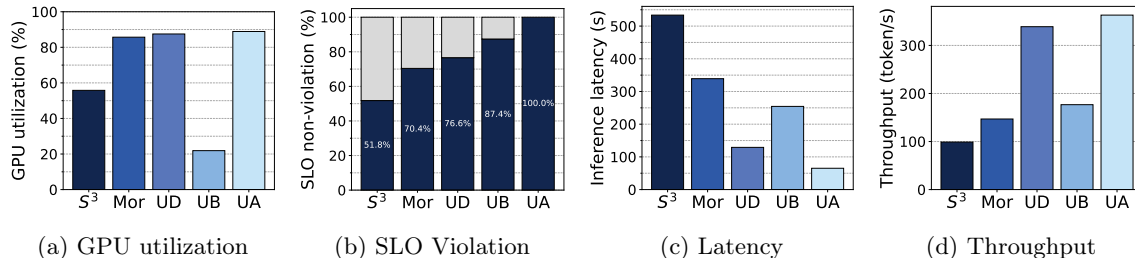 GPU utilization (%)
100
80
60
40
20
0
S³ Mor UD UB UA
(a) GPU utilization
SLO non-violation (%)
100
80
60
40
20
0
51.8%
70.4%
76.6%
87.4%
100.0%
S³ Mor UD UB UA
(b) SLO Violation
Inference latency (s)
500
400
300
200
100
0
S³ Mor UD UB UA
(c) Latency
Throughput (token/s)
300
200
100
0
S³ Mor UD UB UA
(d) Throughput